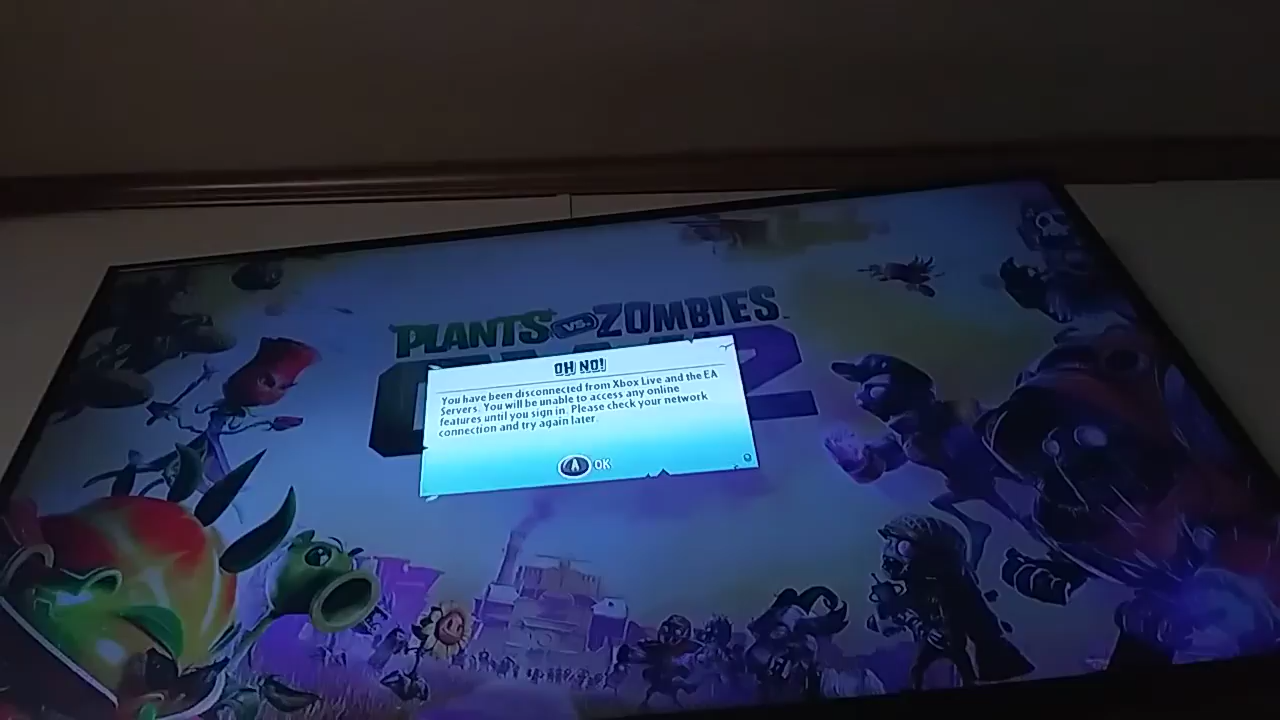 PLANTS VS. ZOMBIES
2
OH NO!
You have been disconnected from Xbox Live and the EA
Servers. You will be unable to access any online
features until you sign in. Please check your network
connection and try again later.
A OK